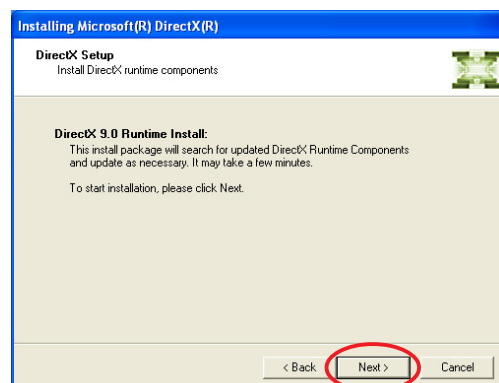 Installing Microsoft(R) DirectX(R)
DirectX Setup
Install DirectX runtime components
DirectX 9.0 Runtime Install:
This install package will search for updated DirectX Runtime Components
and update as necessary. It may take a few minutes.
To start installation, please click Next.
< Back Next > Cancel